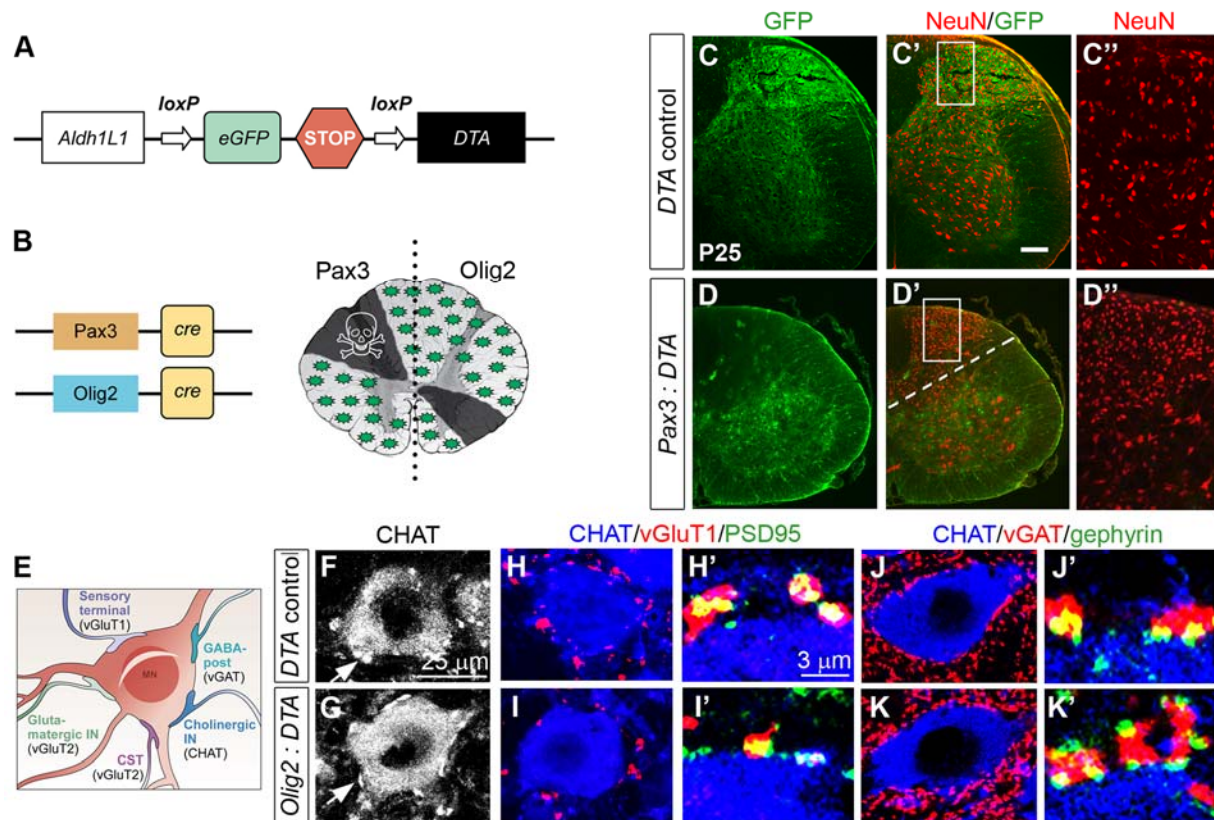 A
loxP
loxP
Aldh1L1
eGFP
STOP
DTA
B
Pax3
Olig2
Pax3
cre
Olig2
cre
GFP
NeuN/GFP
NeuN
DTA control
C
C'
C''
P25
Pax3 : DTA
D
D'
D''
E
Sensory
terminal
(vGluT1)
GABA-
post
(vGAT)
MN
Gluta-
matergic IN
(vGluT2)
CST
(vGluT2)
Cholinergic
IN
(CHAT)
CHAT
CHAT/vGluT1/PSD95
CHAT/vGAT/gephyrin
DTA control
F
25 μm
H
H'
3 μm
J
J'
Olig2 : DTA
G
I
I'
K
K'